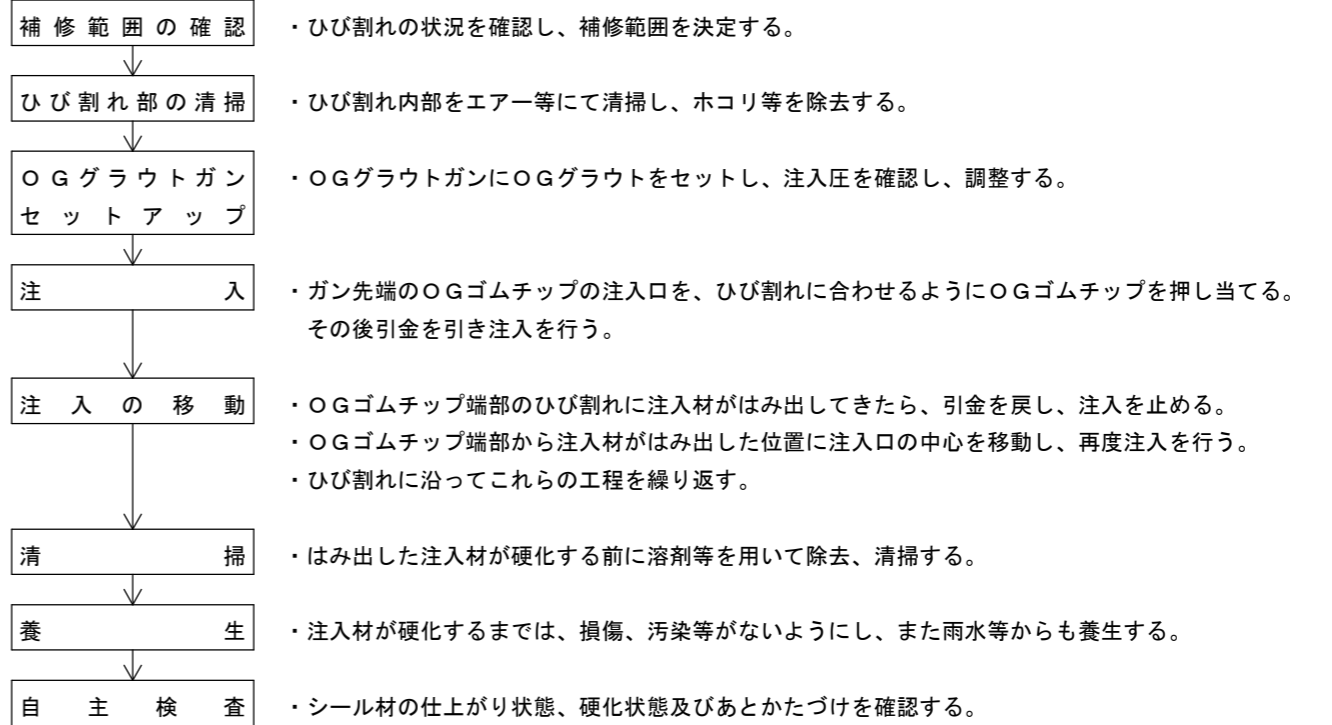 補修範囲の確認
・ひび割れの状況を確認し、補修範囲を決定する。
ひび割れ部の清掃
・ひび割れ内部をエアー等にて清掃し、ホコリ等を除去する。
ＯＧグラウトガン
セットアップ
・ＯＧグラウトガンにＯＧグラウトをセットし、注入圧を確認し、調整する。
注入
・ガン先端のＯＧゴムチップの注入口を、ひび割れに合わせるようにＯＧゴムチップを押し当てる。
その後引金を引き注入を行う。
注入の移動
・ＯＧゴムチップ端部のひび割れに注入材がはみ出してきたら、引金を戻し、注入を止める。
・ＯＧゴムチップ端部から注入材がはみ出した位置に注入口の中心を移動し、再度注入を行う。
・ひび割れに沿ってこれらの工程を繰り返す。
清掃
・はみ出した注入材が硬化する前に溶剤等を用いて除去、清掃する。
養生
・注入材が硬化するまでは、損傷、汚染等がないようにし、また雨水等からも養生する。
自主検査
・シール材の仕上がり状態、硬化状態及びあとかたづけを確認する。